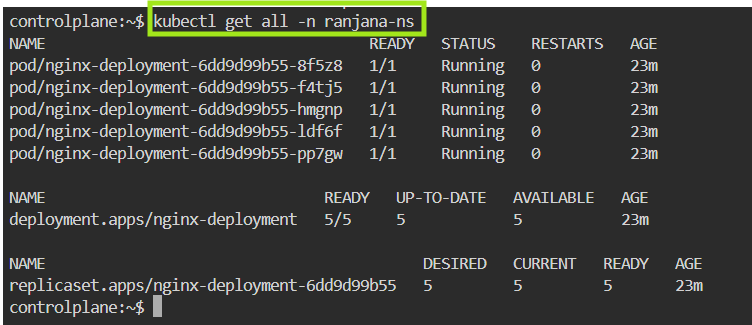 controlplane:~$ kubectl get all -n ranjana-ns
NAME READY STATUS RESTARTS AGE
pod/nginx-deployment-6dd9d99b55-8f5z8 1/1 Running 0 23m
pod/nginx-deployment-6dd9d99b55-f4tj5 1/1 Running 0 23m
pod/nginx-deployment-6dd9d99b55-hmgnp 1/1 Running 0 23m
pod/nginx-deployment-6dd9d99b55-ldf6f 1/1 Running 0 23m
pod/nginx-deployment-6dd9d99b55-pp7gw 1/1 Running 0 23m
NAME READY UP-TO-DATE AVAILABLE AGE
deployment.apps/nginx-deployment 5/5 5 5 23m
NAME DESIRED CURRENT READY AGE
replicaset.apps/nginx-deployment-6dd9d99b55 5 5 5 23m
controlplane:~$